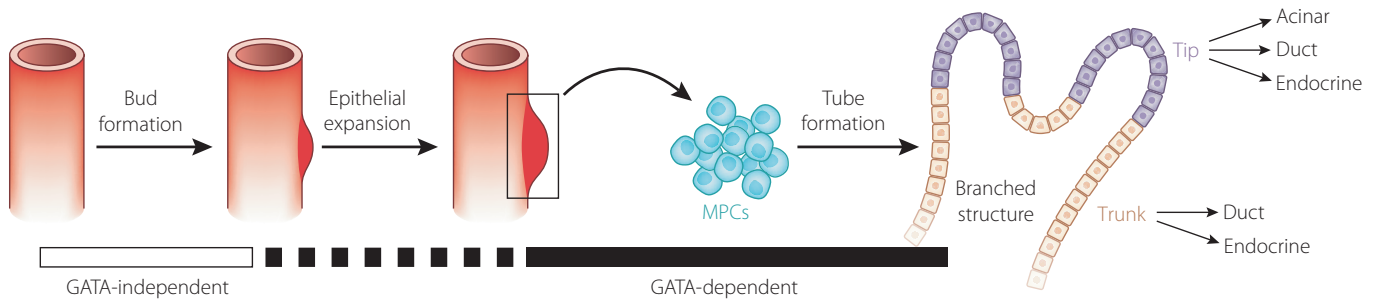 Bud
formation
Epithelial
expansion
MPCs
Tube
formation
Branched
structure
Tip
Acinar
Duct
Endocrine
Trunk
Duct
Endocrine
GATA-independent
GATA-dependent